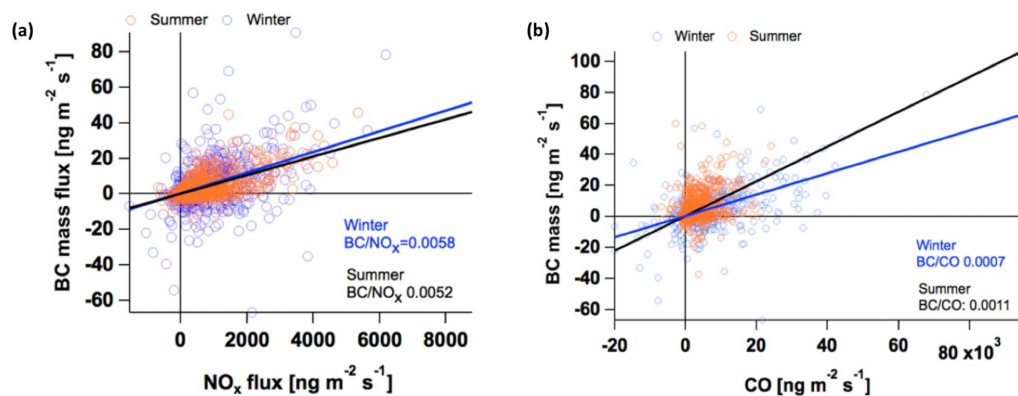 (a)
Summer Winter
80
60
40
20
0
-20
-40
-60
BC mass flux [ng m⁻² s⁻¹]
Winter
BC/NOₓ=0.0058
Summer
BC/NOₓ 0.0052
0 2000 4000 6000 8000
NOₓ flux [ng m⁻² s⁻¹]
(b)
Winter Summer
100
80
60
40
20
0
-20
-40
-60
BC mass [ng m⁻² s⁻¹]
Winter
BC/CO 0.0007
Summer
BC/CO: 0.0011
-20 0 20 40 60 80 x10³
CO [ng m⁻² s⁻¹]